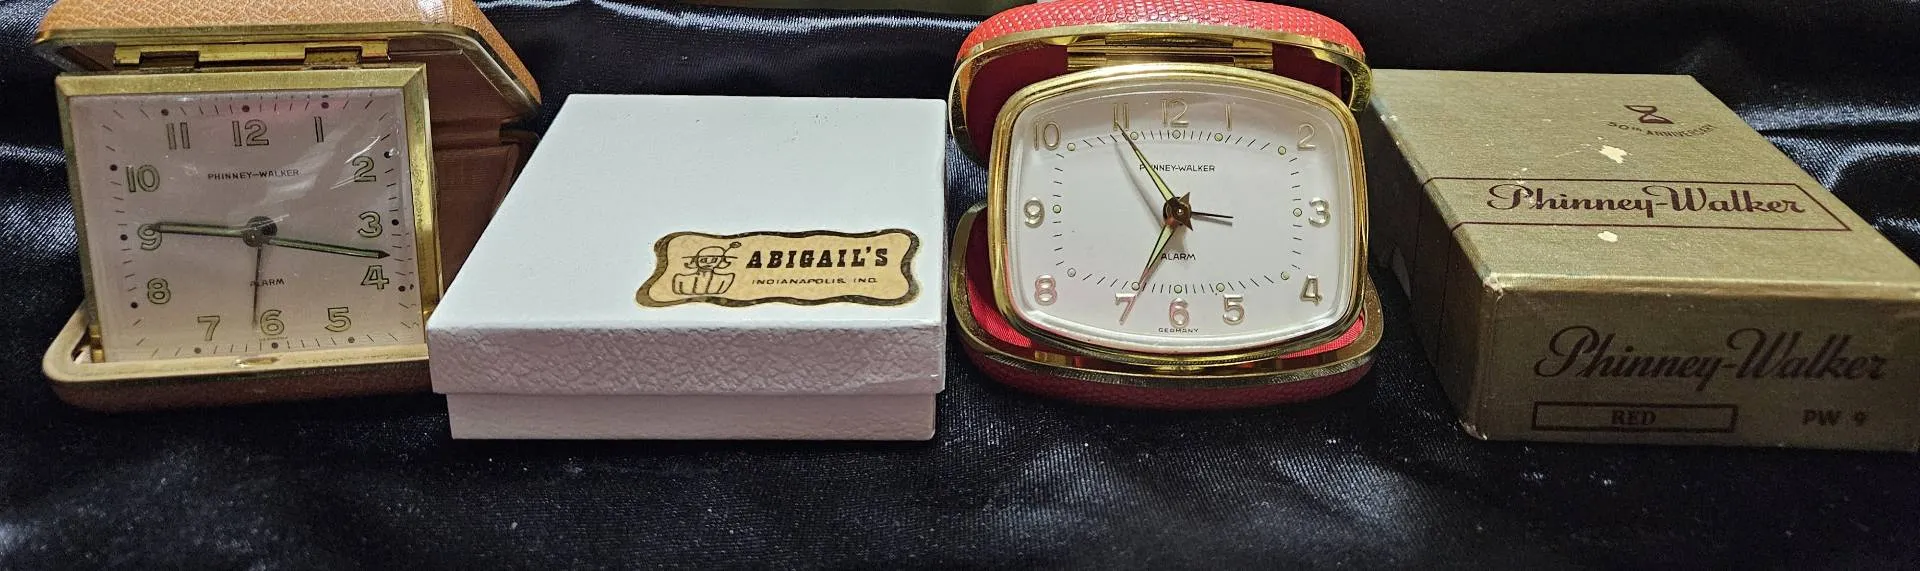 11 12 1
10 2
PHINNEY-WALKER
9 3
8 ALARM 4
7 6 5
ABIGAIL'S
INDIANAPOLIS, IND.
11 12 1
10 2
PHINNEY-WALKER
9 3
ALARM
8 4
7 6 5
GERMANY
50TH ANNIVERSARY
Phinney-Walker
Phinney-Walker
RED PW 9